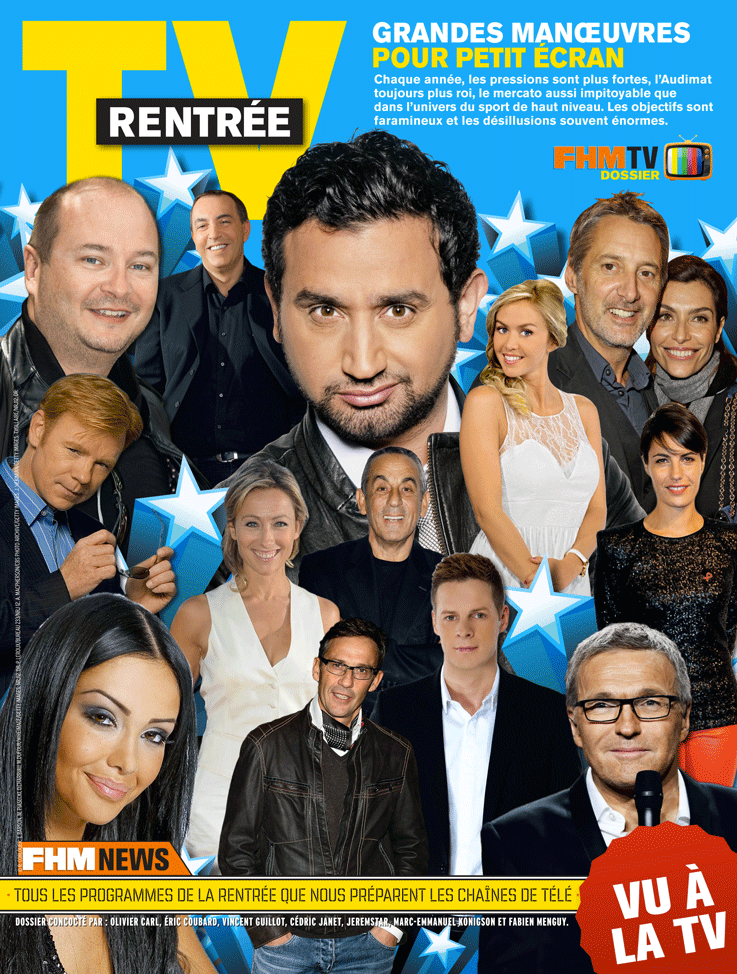 TV
RENTRÉE
GRANDES MANŒUVRES
POUR PETIT ÉCRAN
Chaque année, les pressions sont plus fortes, l’Audimat
toujours plus roi, le mercato aussi impitoyable que
dans l’univers du sport de haut niveau. Les objectifs sont
faramineux et les désillusions souvent énormes.
FHMTV
DOSSIER
FHM NEWS
• TOUS LES PROGRAMMES DE LA RENTRÉE QUE NOUS PRÉPARENT LES CHAÎNES DE TÉLÉ •
DOSSIER CONCOCTÉ PAR : OLIVIER CARL, ÉRIC COUBARD, VINCENT GUILLOT, CÉDRIC JANET, JEREMSTAR, MARC-EMMANUEL KÖNIGSON ET FABIEN MENGUY.
VU À
LA TV